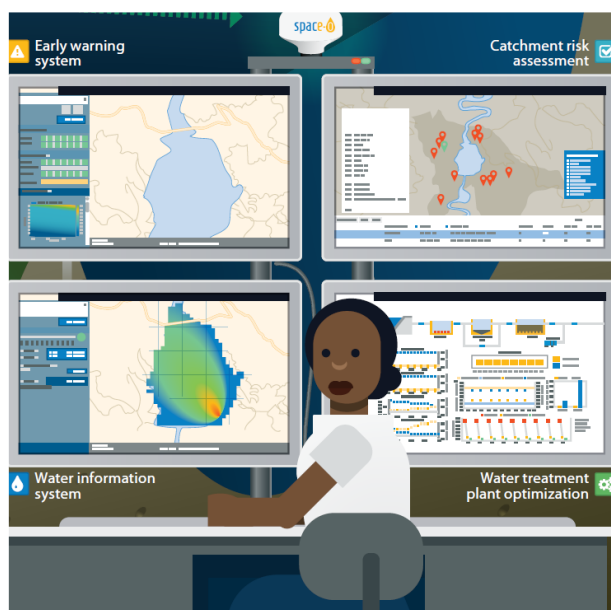 space-O
Early warning
system
Catchment risk
assessment
Water information
system
Water treatment
plant optimization